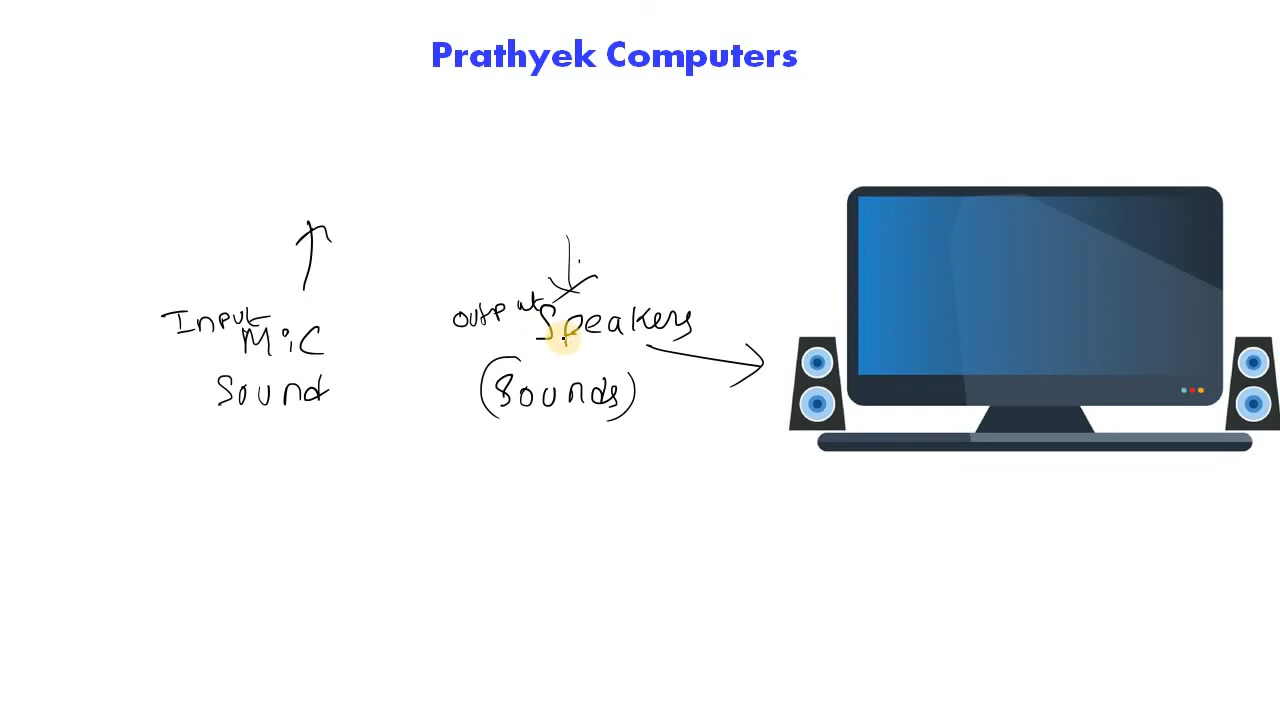 Prathyek Computers
Input
Mic
Sound
output
Speakers
(Sounds)